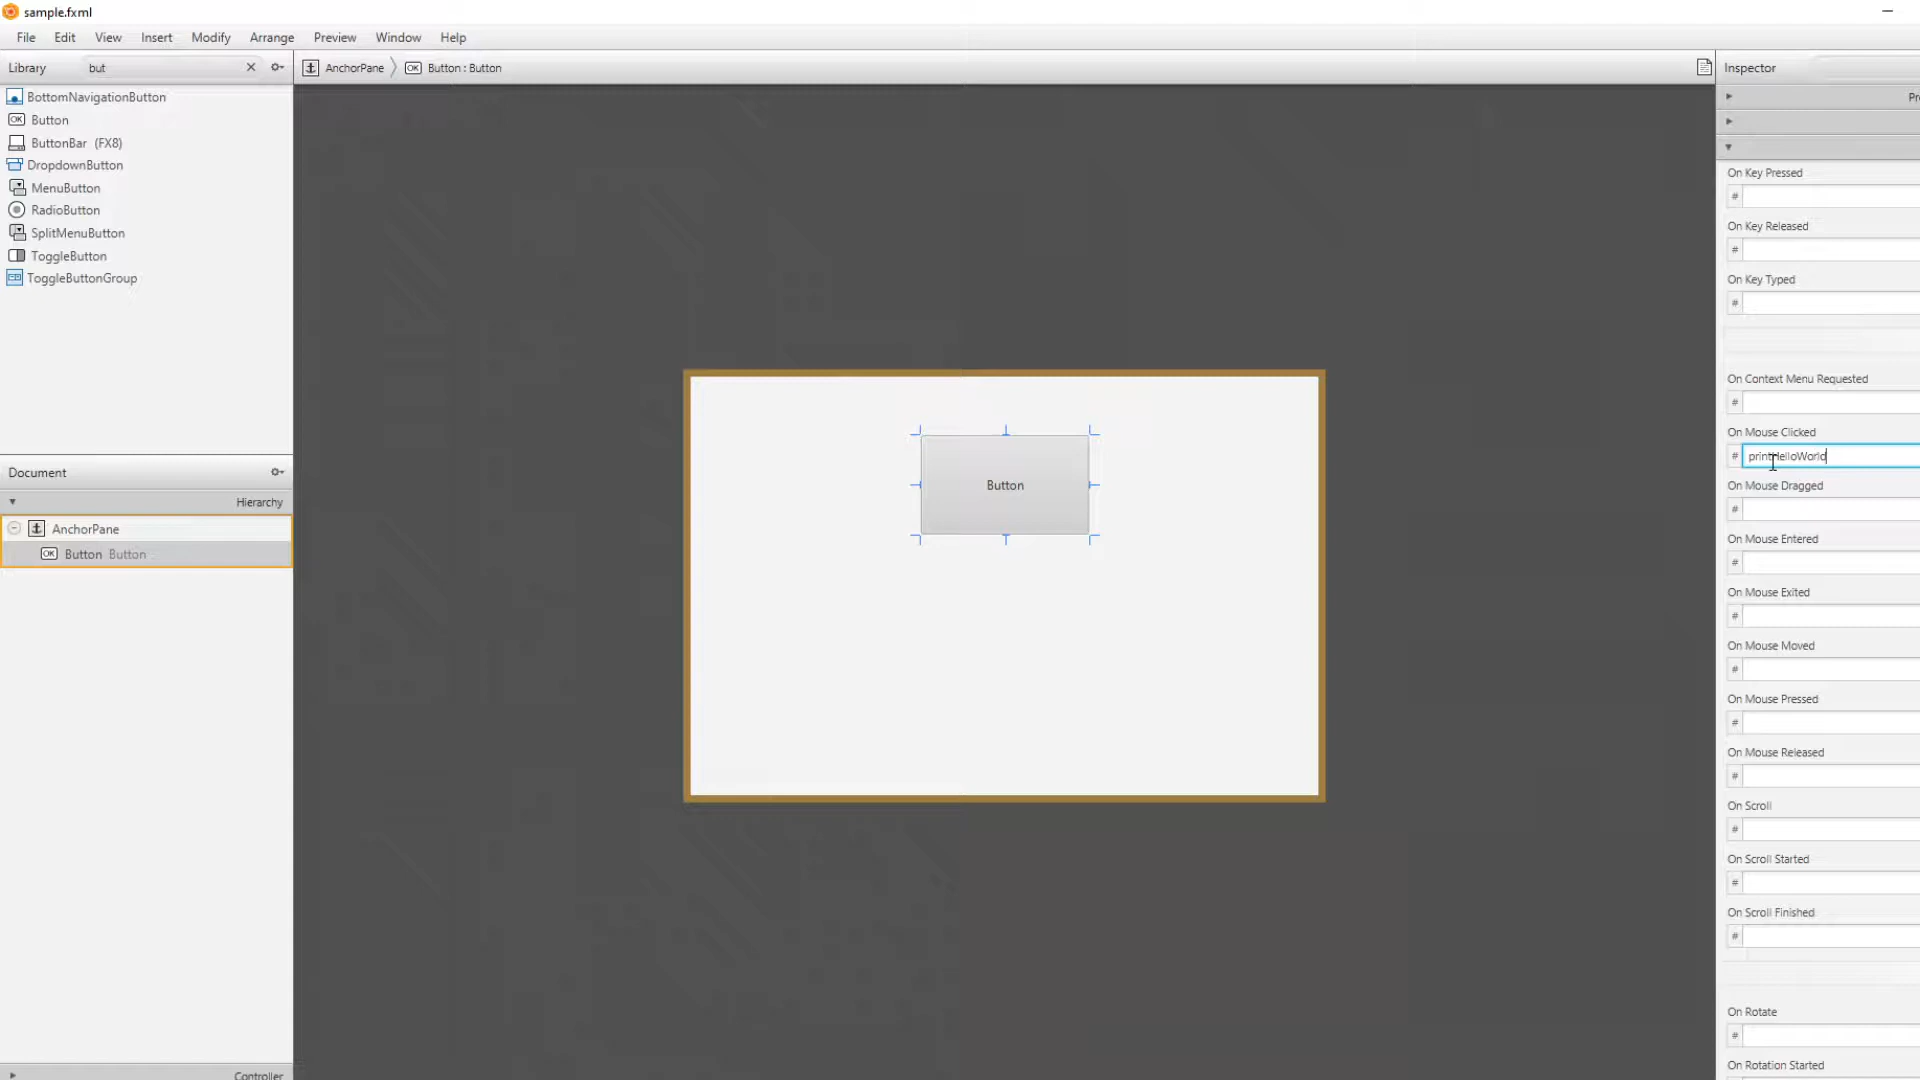 sample.fxml
File Edit View Insert Modify Arrange Preview Window Help
Library but
AnchorPane Button : Button
Inspector
BottomNavigationButton
Button
ButtonBar (FX8)
DropdownButton
MenuButton
RadioButton
SplitMenuButton
ToggleButton
ToggleButtonGroup
Document
Hierarchy
AnchorPane
Button Button
Controller
Button
Pr
On Key Pressed
#
On Key Released
#
On Key Typed
#
On Context Menu Requested
#
On Mouse Clicked
# printHelloWorld
On Mouse Dragged
#
On Mouse Entered
#
On Mouse Exited
#
On Mouse Moved
#
On Mouse Pressed
#
On Mouse Released
#
On Scroll
#
On Scroll Started
#
On Scroll Finished
#
On Rotate
#
On Rotation Started